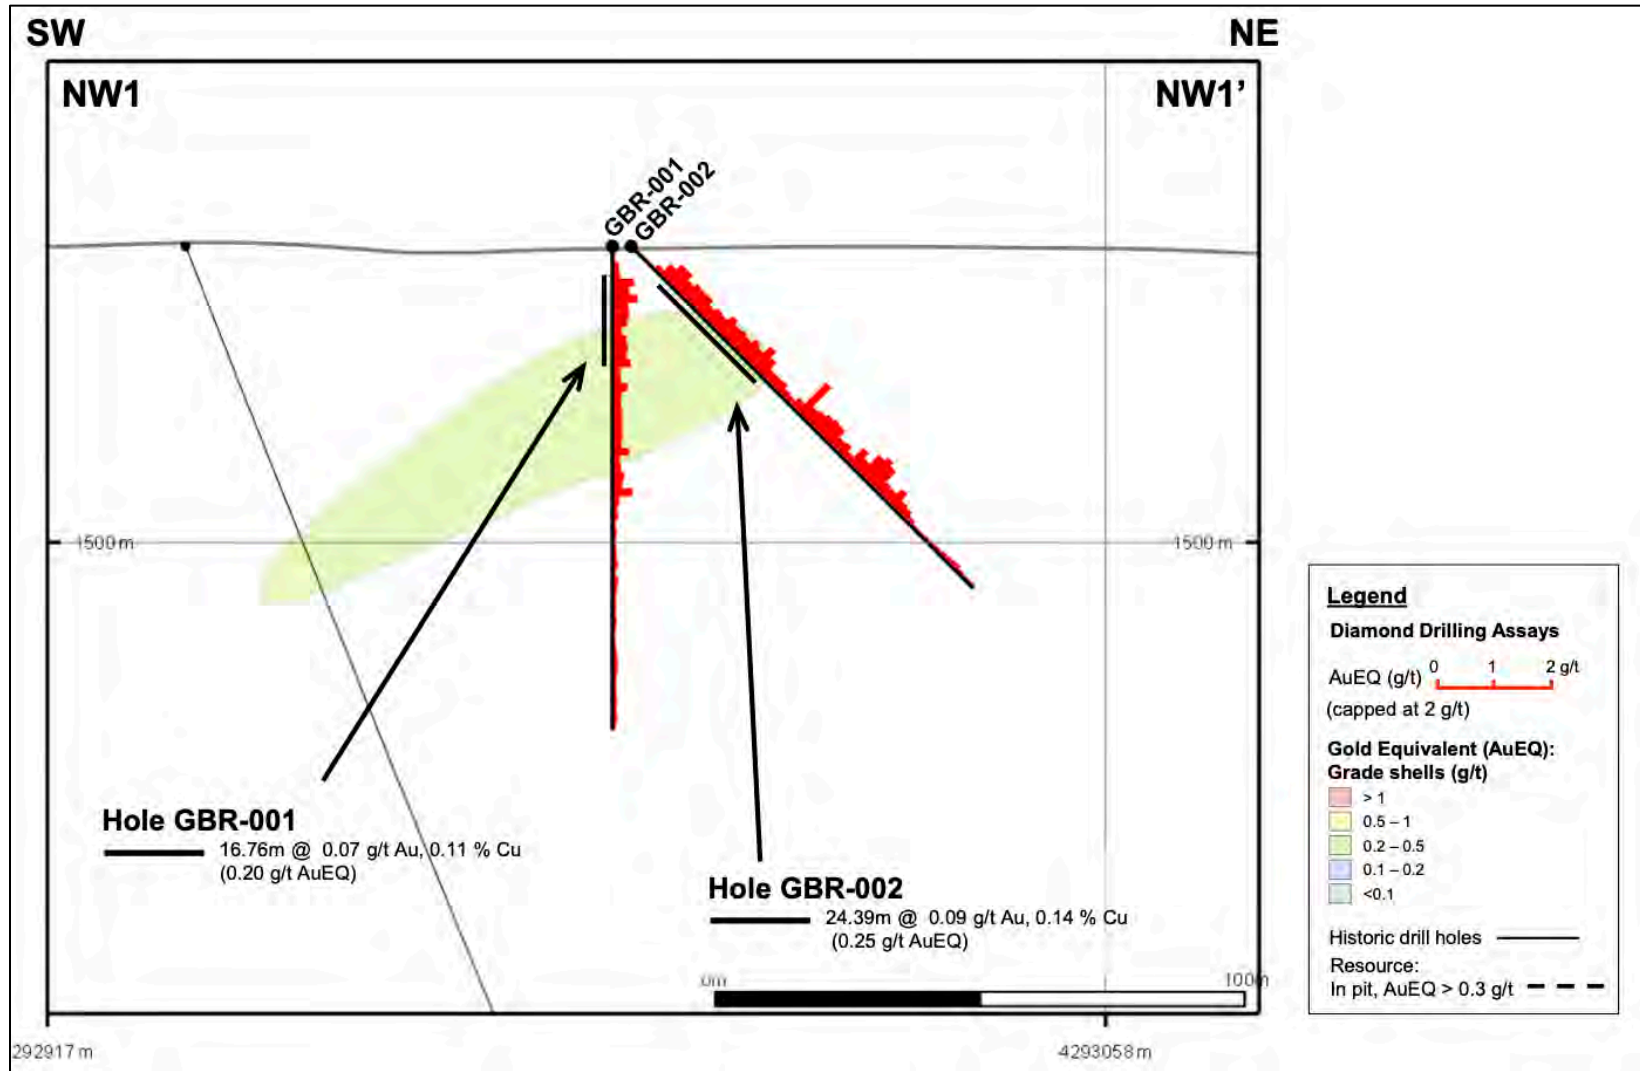 SW
NE
NW1
NW1’
GBR-001
GBR-002
1500 m
1500 m
Hole GBR-001
16.76m @ 0.07 g/t Au, 0.11 % Cu
(0.20 g/t AuEQ)
Hole GBR-002
24.39m @ 0.09 g/t Au, 0.14 % Cu
(0.25 g/t AuEQ)
0m
100m
292917 m
4293058 m
Legend
Diamond Drilling Assays
AuEQ (g/t) 0 1 2 g/t
(capped at 2 g/t)
Gold Equivalent (AuEQ):
Grade shells (g/t)
> 1
0.5 – 1
0.2 – 0.5
0.1 – 0.2
<0.1
Historic drill holes
Resource:
In pit, AuEQ > 0.3 g/t